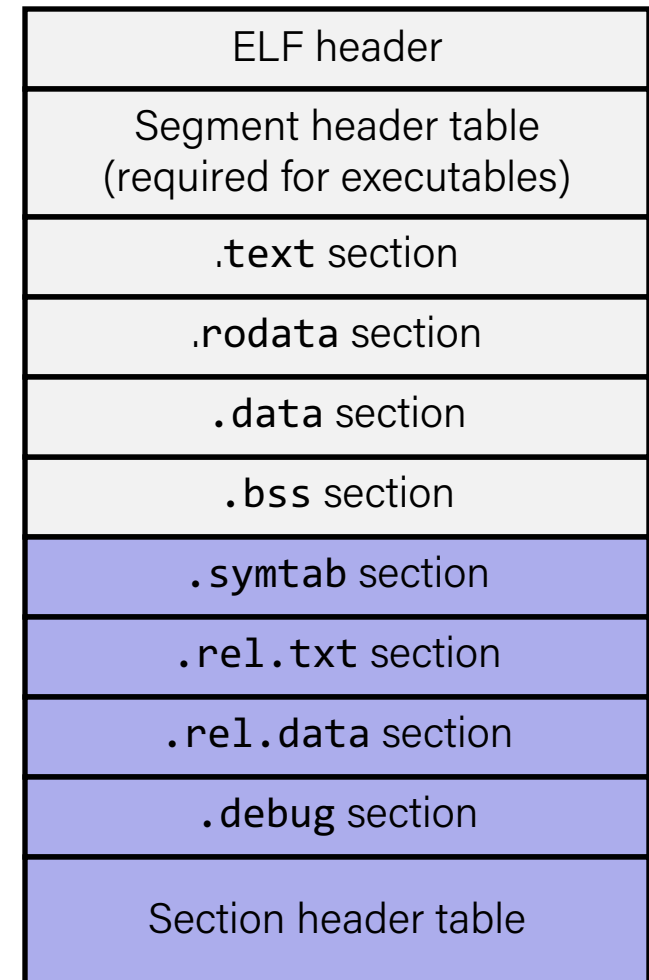 ELF header
Segment header table
(required for executables)
.text section
.rodata section
.data section
.bss section
.symtab section
.rel.txt section
.rel.data section
.debug section
Section header table